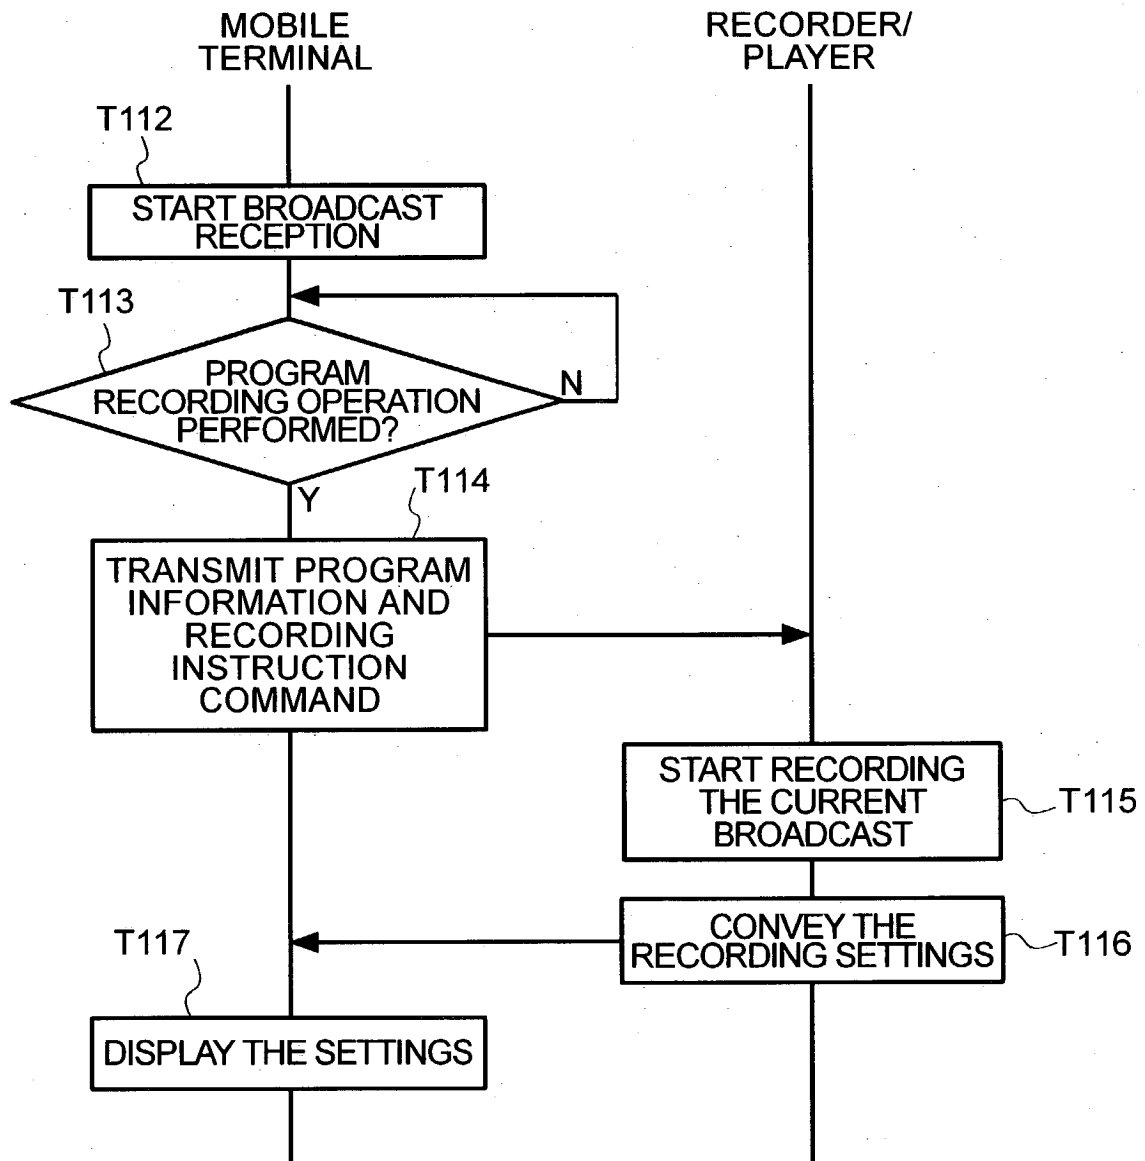 MOBILE
TERMINAL
RECORDER/
PLAYER
T112
START BROADCAST
RECEPTION
T113
PROGRAM
RECORDING OPERATION
PERFORMED?
N
Y
T114
TRANSMIT PROGRAM
INFORMATION AND
RECORDING
INSTRUCTION
COMMAND
START RECORDING
THE CURRENT
BROADCAST
T115
CONVEY THE
RECORDING SETTINGS
T116
T117
DISPLAY THE SETTINGS